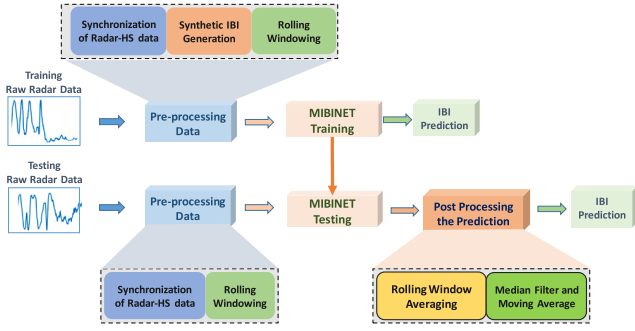 Synchronization
of Radar-HS data
Synthetic IBI
Generation
Rolling
Windowing
Training
Raw Radar Data
Pre-processing
Data
MIBINET
Training
IBI
Prediction
Testing
Raw Radar Data
Pre-processing
Data
MIBINET
Testing
Post Processing
the Prediction
IBI
Prediction
Synchronization
of Radar-HS data
Rolling
Windowing
Rolling Window
Averaging
Median Filter and
Moving Average